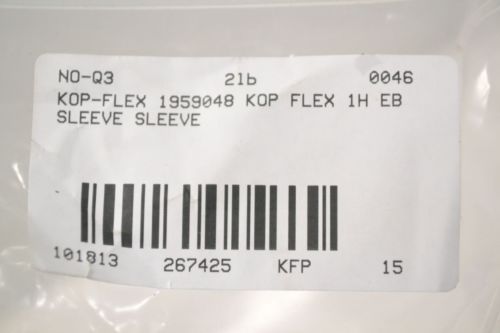 NO-Q3 21b 0046
KOP-FLEX 1959048 KOP FLEX 1H EB
SLEEVE SLEEVE
101813 267425 KFP 15